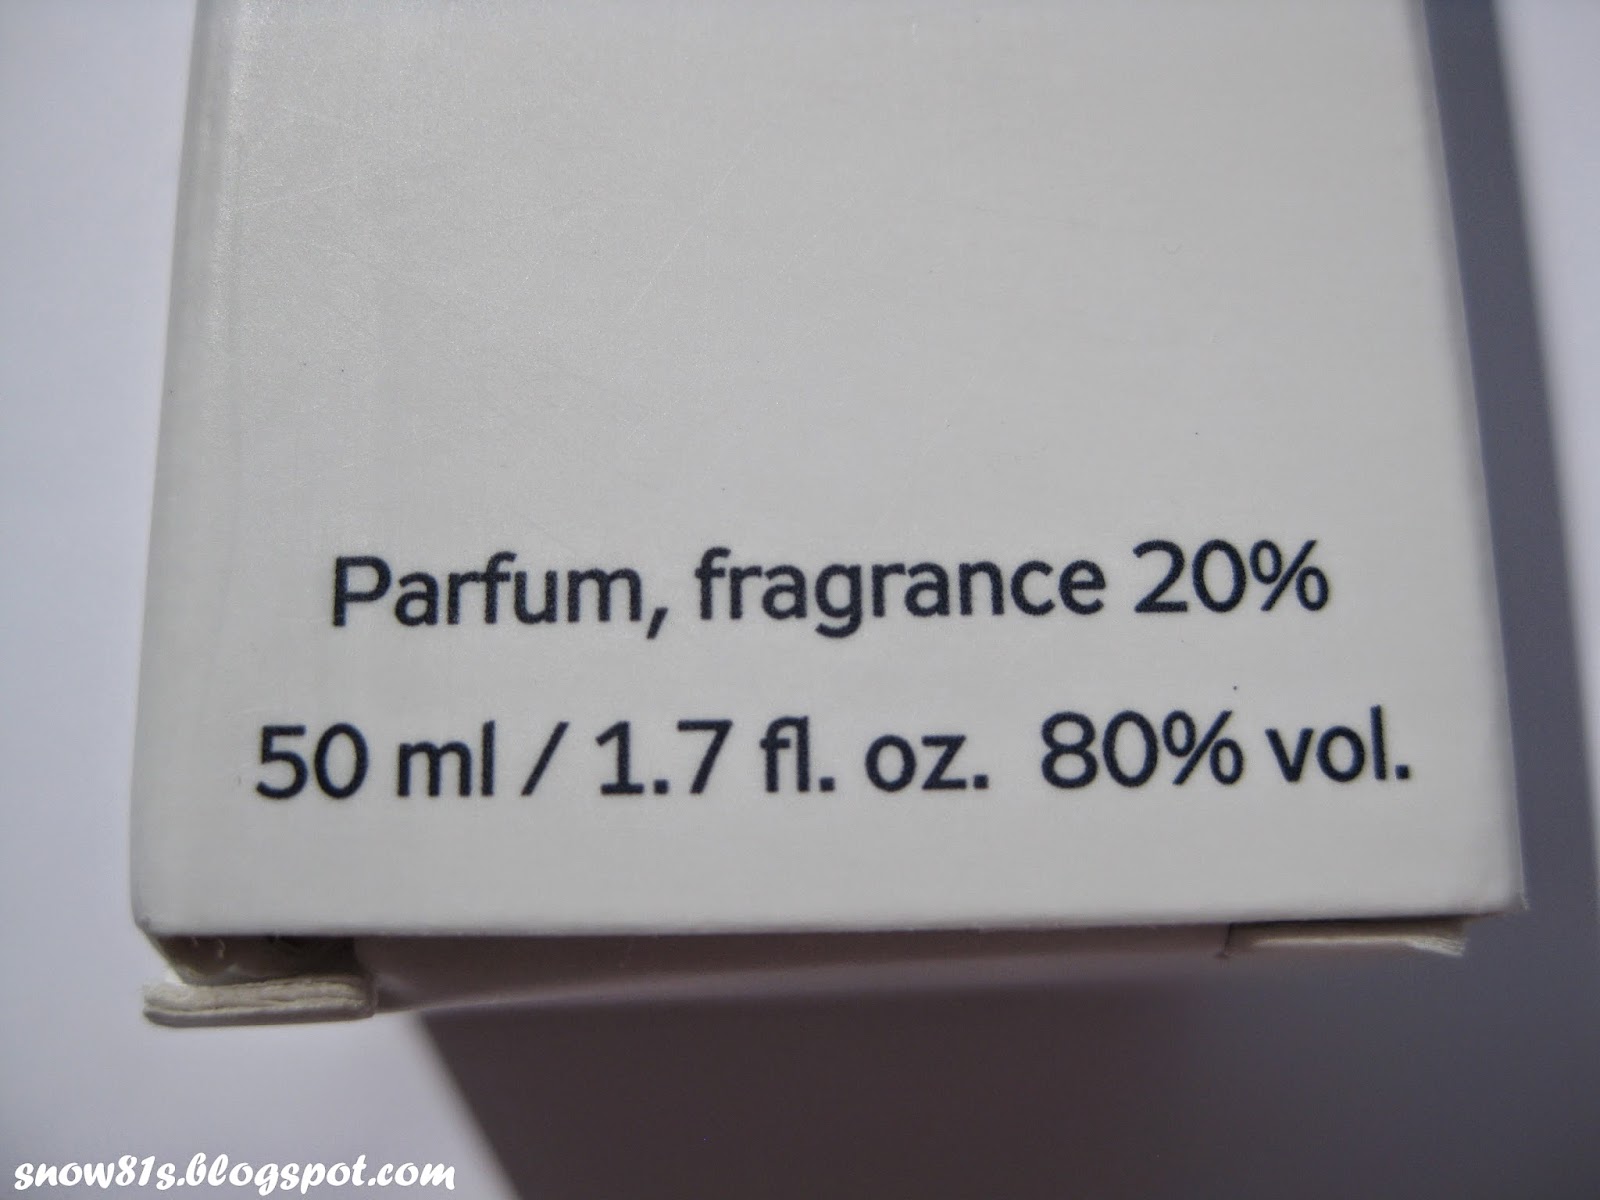 Parfum, fragrance 20%
50 ml / 1.7 fl. oz. 80% vol.
snow81s.blogspot.com